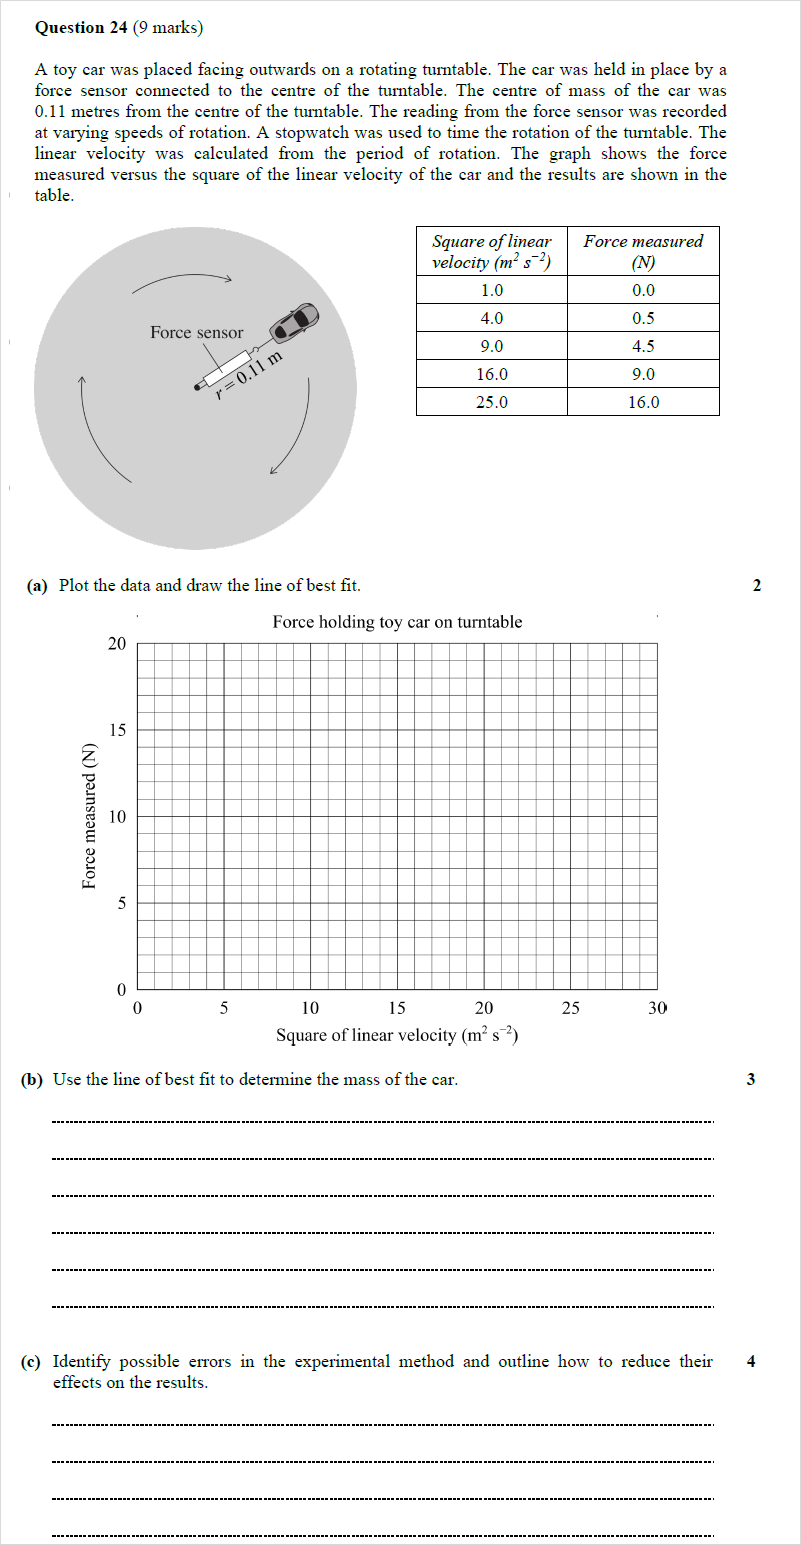 Question 24 (9 marks)
A toy car was placed facing outwards on a rotating turntable. The car was held in place by a
force sensor connected to the centre of the turntable. The centre of mass of the car was
0.11 metres from the centre of the turntable. The reading from the force sensor was recorded
at varying speeds of rotation. A stopwatch was used to time the rotation of the turntable. The
linear velocity was calculated from the period of rotation. The graph shows the force
measured versus the square of the linear velocity of the car and the results are shown in the
table.
Force sensor
r = 0.11 m
Square of linear velocity (m² s⁻²) Force measured (N)
1.0 0.0
4.0 0.5
9.0 4.5
16.0 9.0
25.0 16.0
(a) Plot the data and draw the line of best fit. 2
Force holding toy car on turntable
Force measured (N)
20
15
10
5
0
0 5 10 15 20 25 30
Square of linear velocity (m² s⁻²)
(b) Use the line of best fit to determine the mass of the car. 3
(c) Identify possible errors in the experimental method and outline how to reduce their 4
effects on the results.